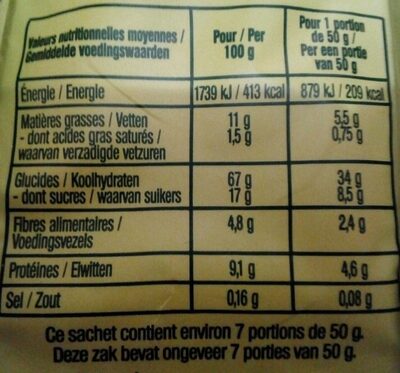 Valeurs nutritionnelles moyennes /
Gemiddelde voedingswaarden
Pour / Per
100 g
Pour 1 portion
de 50 g /
Per een portie
van 50 g
Énergie / Energie 1739 kJ / 413 kcal 879 kJ / 209 kcal
Matières grasses / Vetten 11 g 5,5 g
- dont acides gras saturés / 1,5 g 0,75 g
waarvan verzadigde vetzuren
Glucides / Koolhydraten 67 g 34 g
- dont sucres / waarvan suikers 17 g 8,5 g
Fibres alimentaires / 4,8 g 2,4 g
Voedingsvezels
Protéines / Eiwitten 9,1 g 4,6 g
Sel / Zout 0,16 g 0,08 g
Ce sachet contient environ 7 portions de 50 g.
Deze zak bevat ongeveer 7 porties van 50 g.